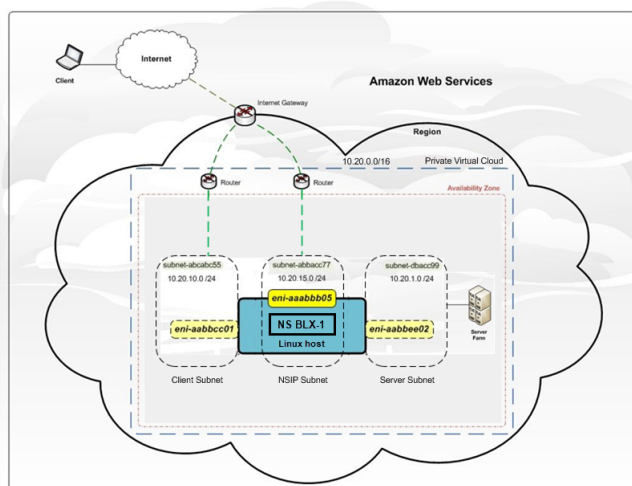 Internet
Client
Amazon Web Services
Internet Gateway
Region
10.20.0.0/16 Private Virtual Cloud
Router
Router
Availability Zone
subnet-abcabc55
10.20.10.0 /24
subnet-abbacc77
10.20.15.0 /24
subnet-dbacc99
10.20.1.0 /24
eni-aaabbb05
eni-aabbcc01
NS BLX-1
eni-aabbee02
Linux host
Server
Farm
Client Subnet
NSIP Subnet
Server Subnet